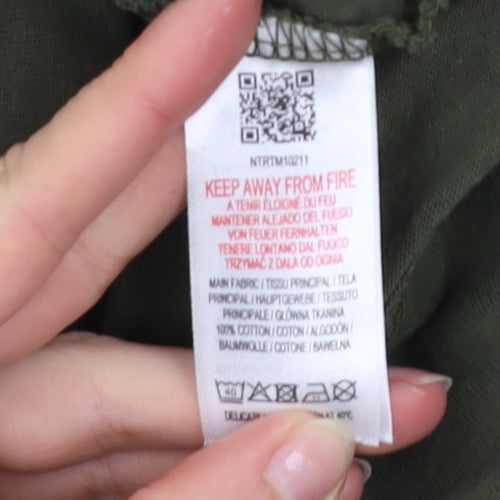 NTRTM10211
KEEP AWAY FROM FIRE
A TENIR ÉLOIGNÉ DU FEU
MANTENER ALEJADO DEL FUEGO
VON FEUER FERNHALTEN
TENERE LONTANO DAL FUOCO
TRZYMAĆ Z DALA OD OGNIA
MAIN FABRIC / TISSU PRINCIPAL / TELA
PRINCIPAL / HAUPTGEWEBE / TESSUTO
PRINCIPALE / GŁÓWNA TKANINA
100% COTTON / COTON / ALGODÓN /
BAUMWOLLE / COTONE / BAWEŁNA
40
DELICATE